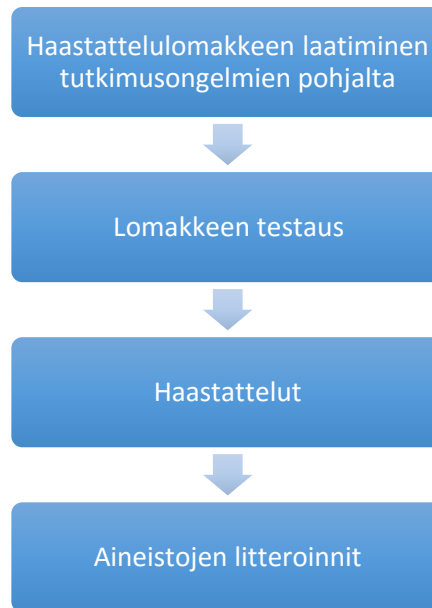 Haastattelulomakkeen laatiminen
tutkimusongelmien pohjalta
Lomakkeen testaus
Haastattelut
Aineistojen litteroinnit